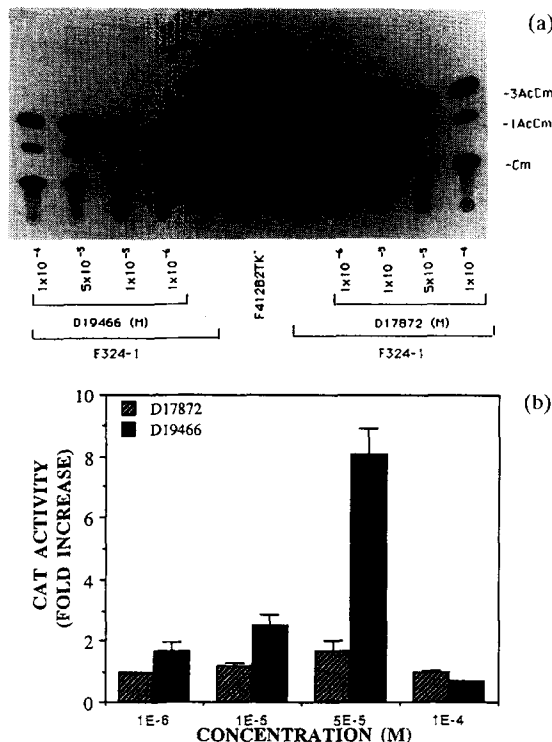 (a)
-3AcCm
-1AcCm
-Cm
1x10⁻⁴ 5x10⁻⁵ 1x10⁻⁵ 1x10⁻⁶ F412B2TK⁻ 1x10⁻⁶ 1x10⁻⁵ 5x10⁻⁵ 1x10⁻⁴
D19466 (M) D17872 (M)
F324-1 F324-1
(b)
10
D17872
D19466
8
6
4
2
0
CAT ACTIVITY
(FOLD INCREASE)
1E-6 1E-5 5E-5 1E-4
CONCENTRATION (M)